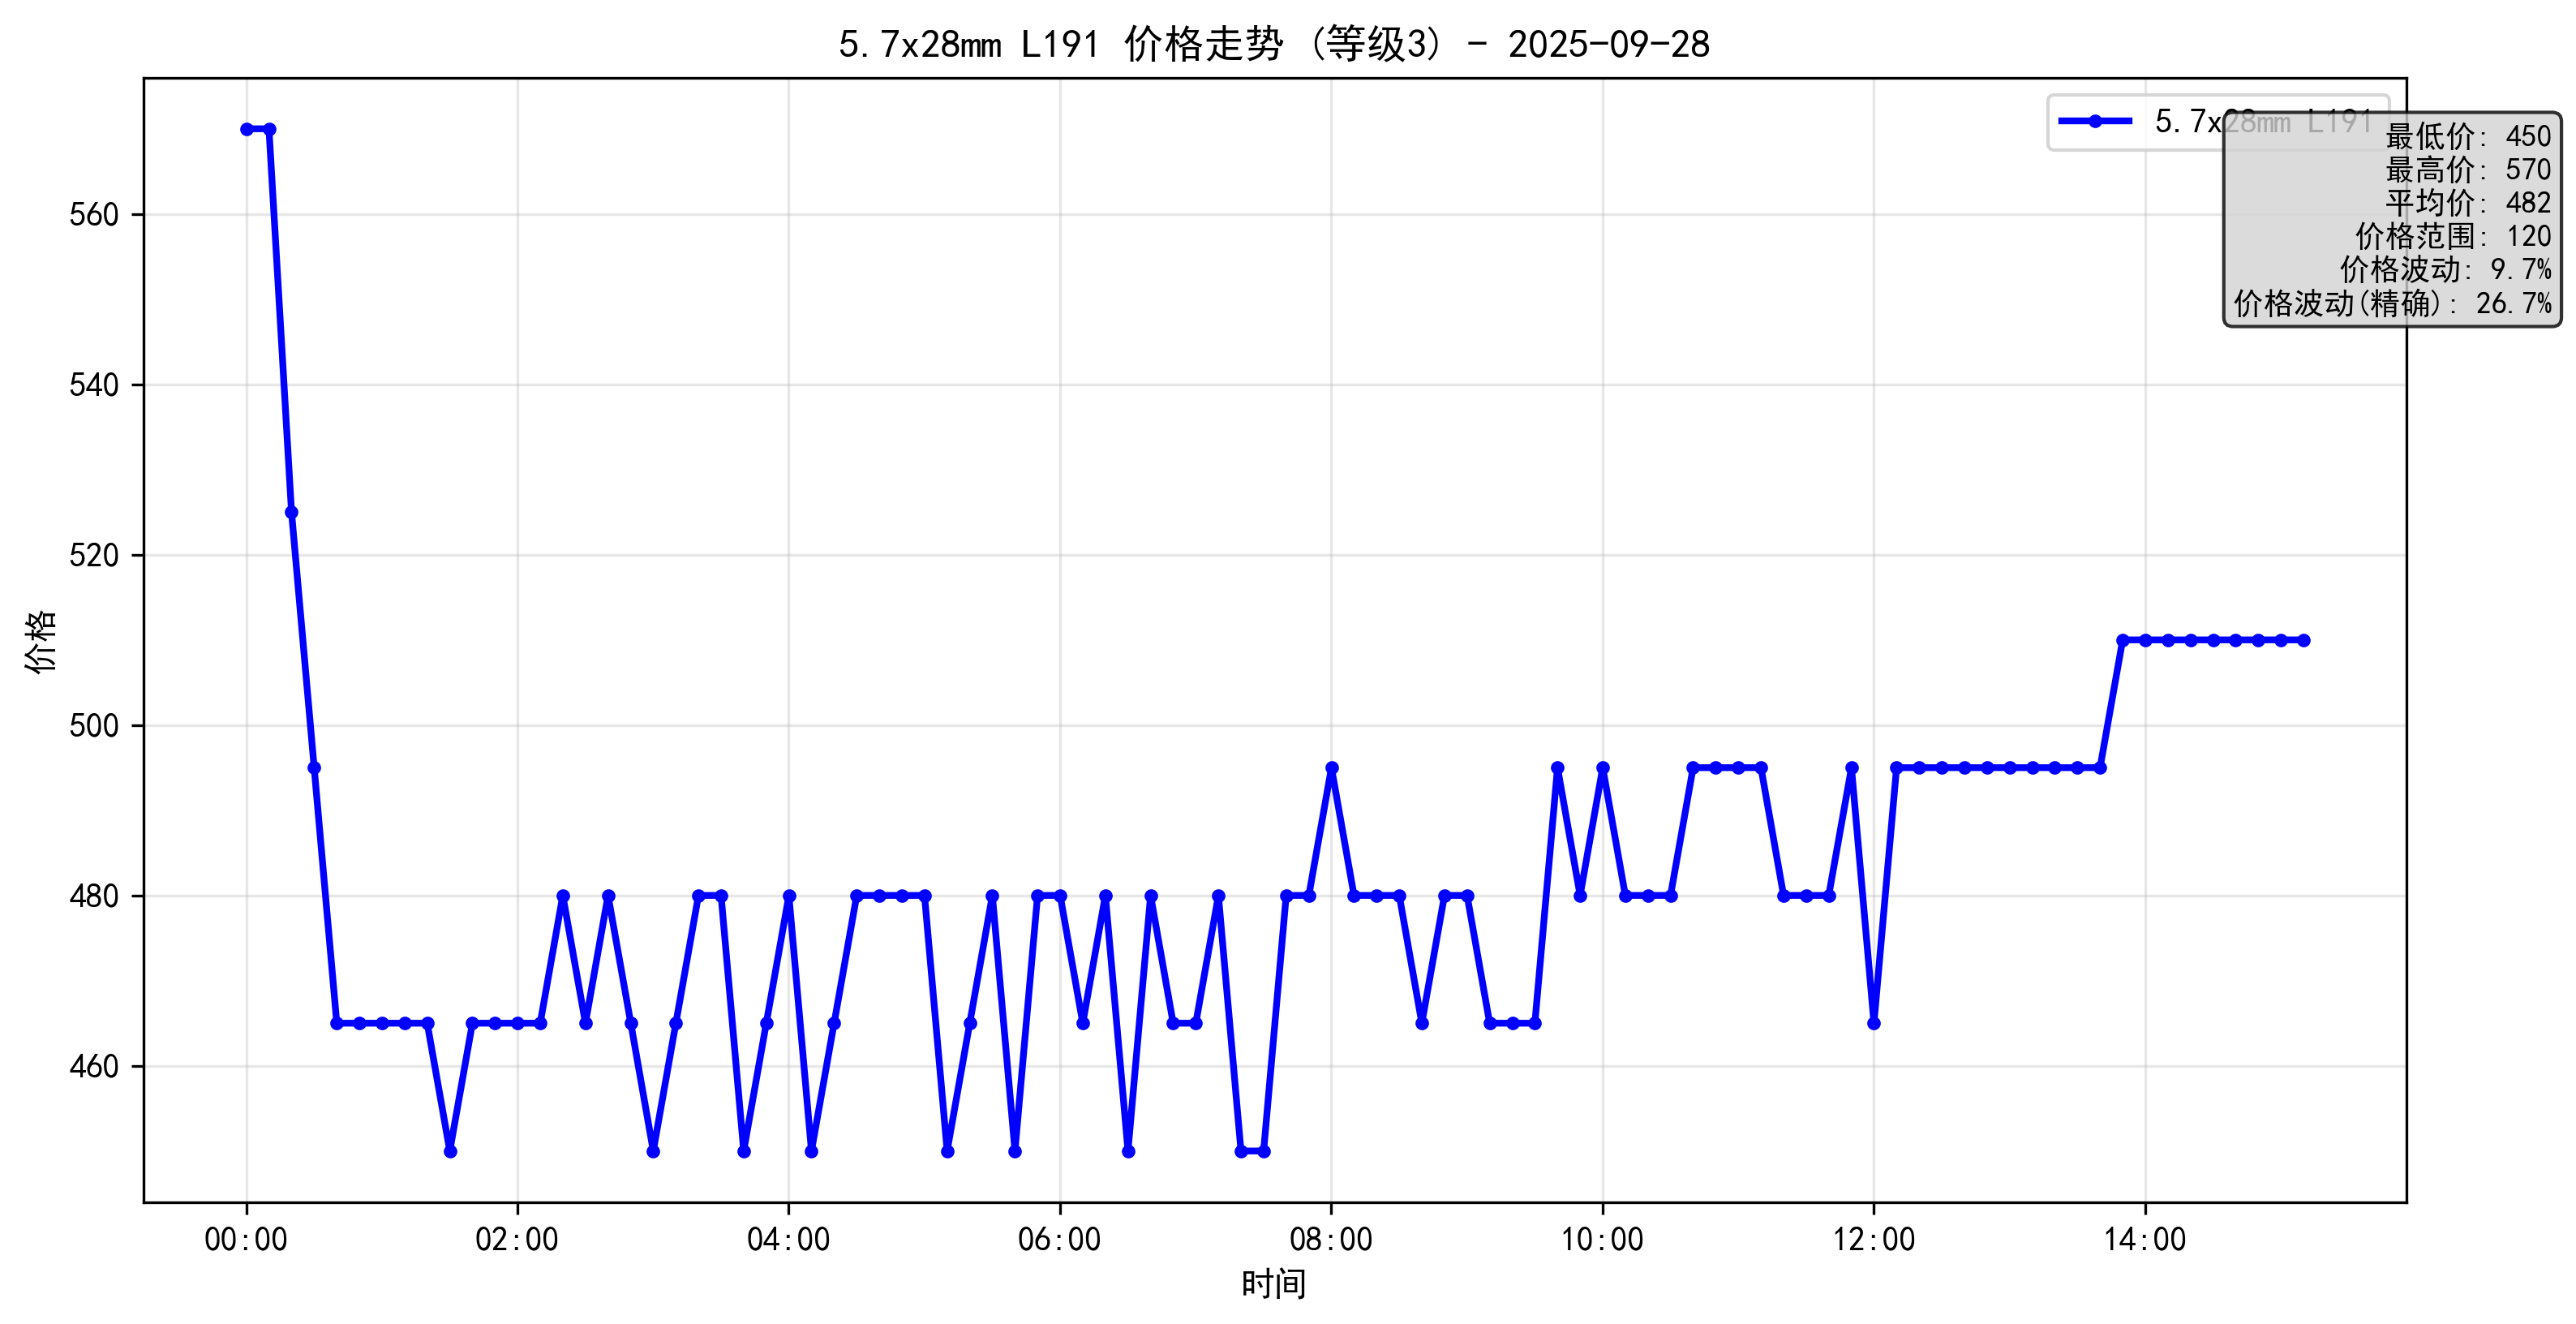 5.7x28mm L191 价格走势 (等级3) - 2025-09-28
5.7x28mm L191
最低价: 450
最高价: 570
平均价: 482
价格范围: 120
价格波动: 9.7%
价格波动(精确): 26.7%
560
540
520
500
480
460
价格
00:00 02:00 04:00 06:00 08:00 10:00 12:00 14:00
时间